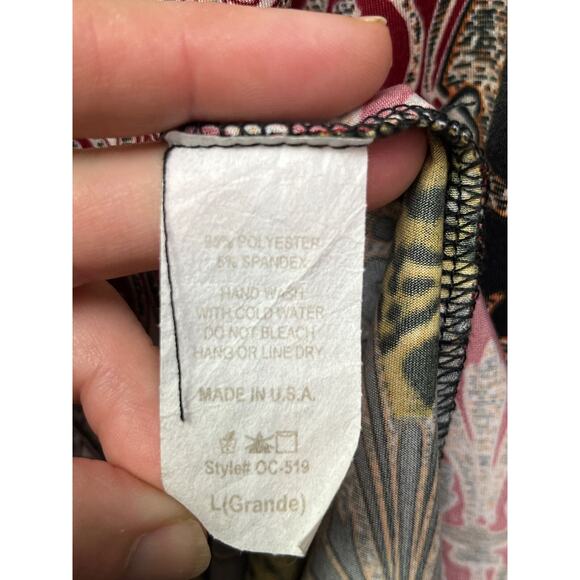 95% POLYESTER
5% SPANDEX
HAND WASH
WITH COLD WATER
DO NOT BLEACH
HANG OR LINE DRY
MADE IN U.S.A.
Style# OC-519
L(Grande)